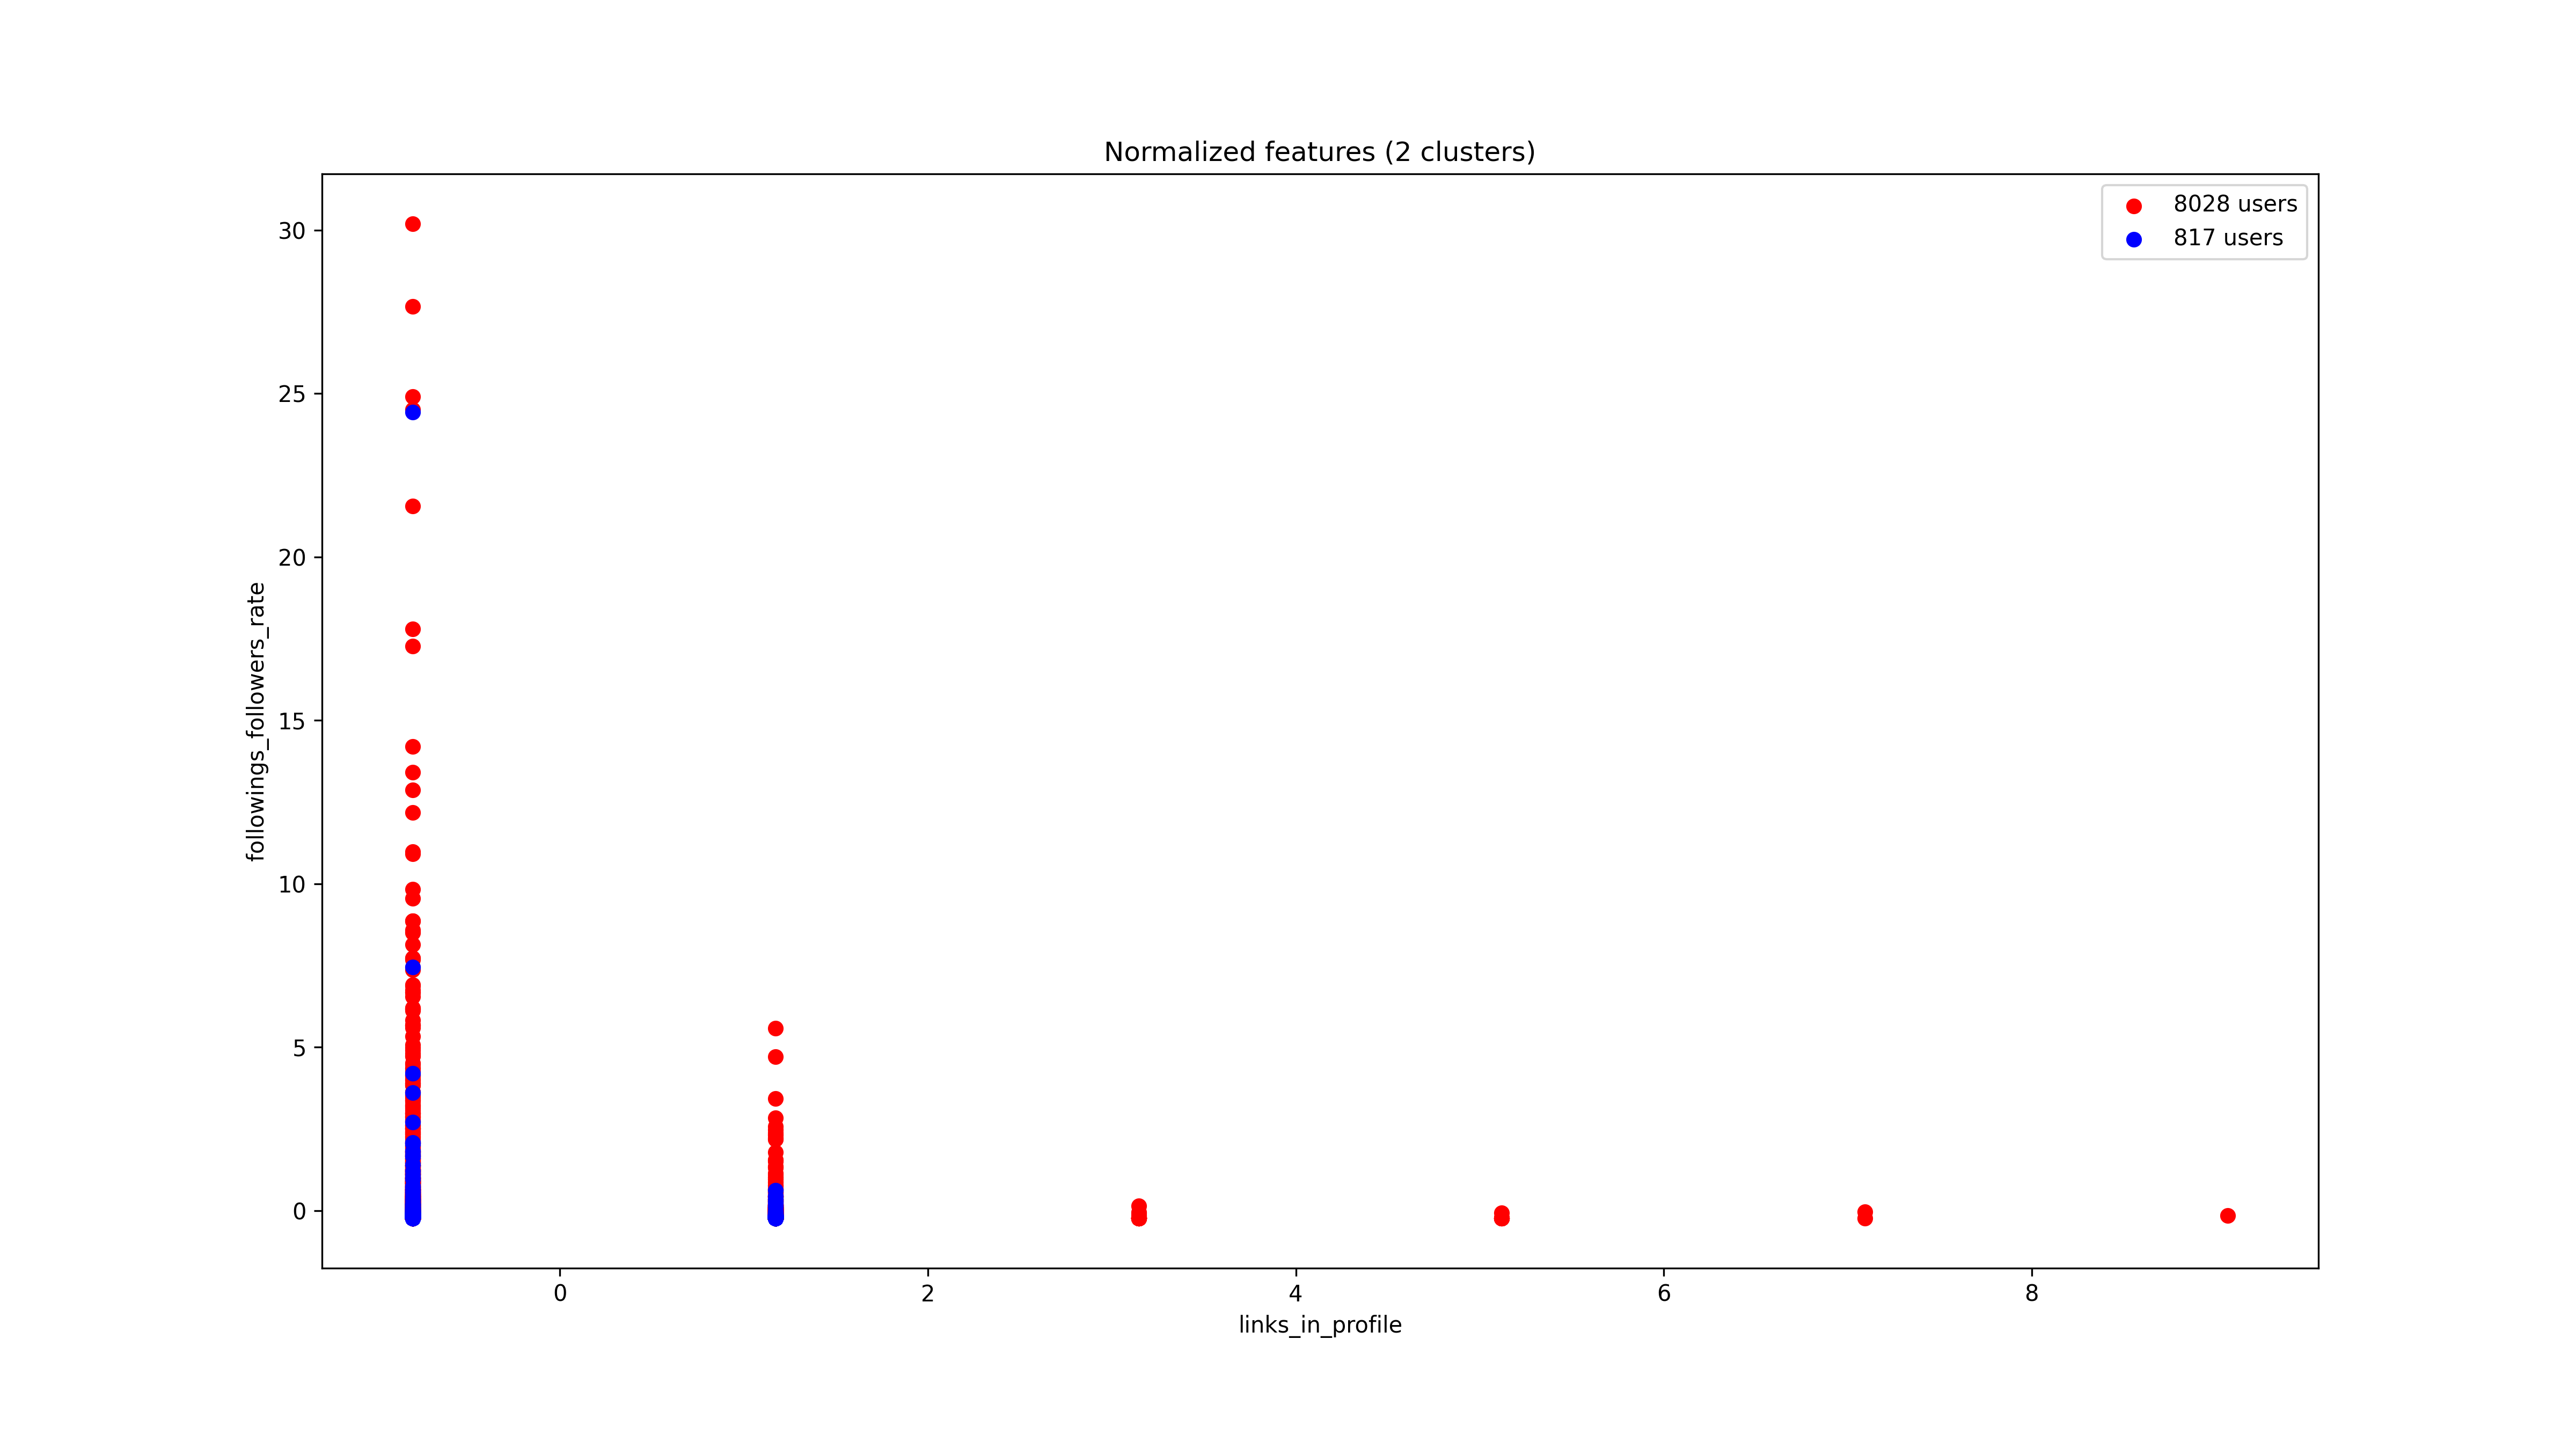 Normalized features (2 clusters)
8028 users
817 users
30
25
20
15
10
5
0
followings_followers_rate
0 2 4 6 8
links_in_profile